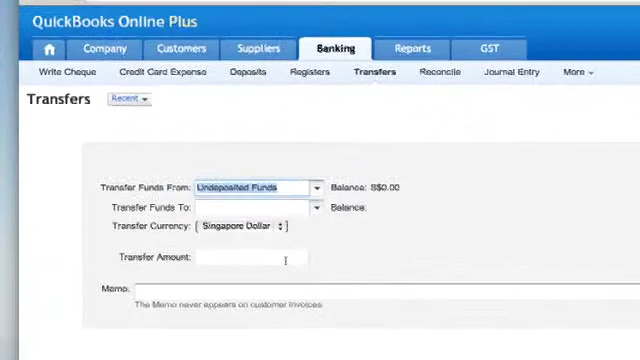 QuickBooks Online Plus
Company Customers Suppliers Banking Reports GST
Write Cheque Credit Card Expense Deposits Registers Transfers Reconcile Journal Entry More
Transfers Recent
Transfer Funds From: Undeposited Funds Balance: S$0.00
Transfer Funds To: Balance:
Transfer Currency: Singapore Dollar
Transfer Amount:
Memo:
The Memo never appears on customer invoices.